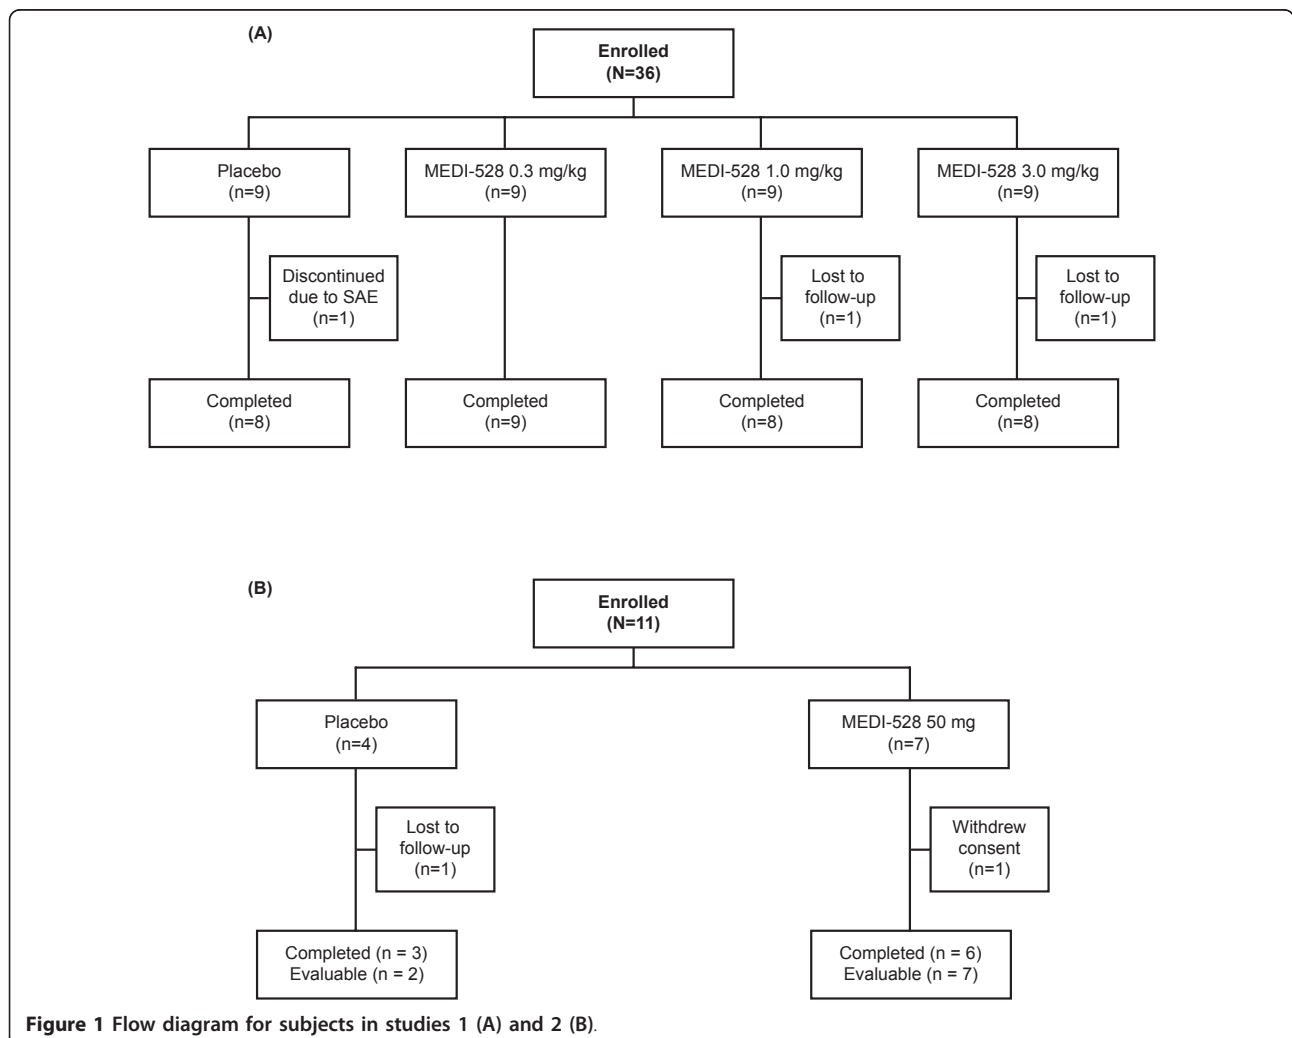 (A)
Enrolled
(N=36)
Placebo
(n=9)
MEDI-528 0.3 mg/kg
(n=9)
MEDI-528 1.0 mg/kg
(n=9)
MEDI-528 3.0 mg/kg
(n=9)
Discontinued
due to SAE
(n=1)
Lost to
follow-up
(n=1)
Lost to
follow-up
(n=1)
Completed
(n=8)
Completed
(n=9)
Completed
(n=8)
Completed
(n=8)
(B)
Enrolled
(N=11)
Placebo
(n=4)
MEDI-528 50 mg
(n=7)
Lost to
follow-up
(n=1)
Withdrew
consent
(n=1)
Completed (n = 3)
Evaluable (n = 2)
Completed (n = 6)
Evaluable (n = 7)
Figure 1 Flow diagram for subjects in studies 1 (A) and 2 (B).